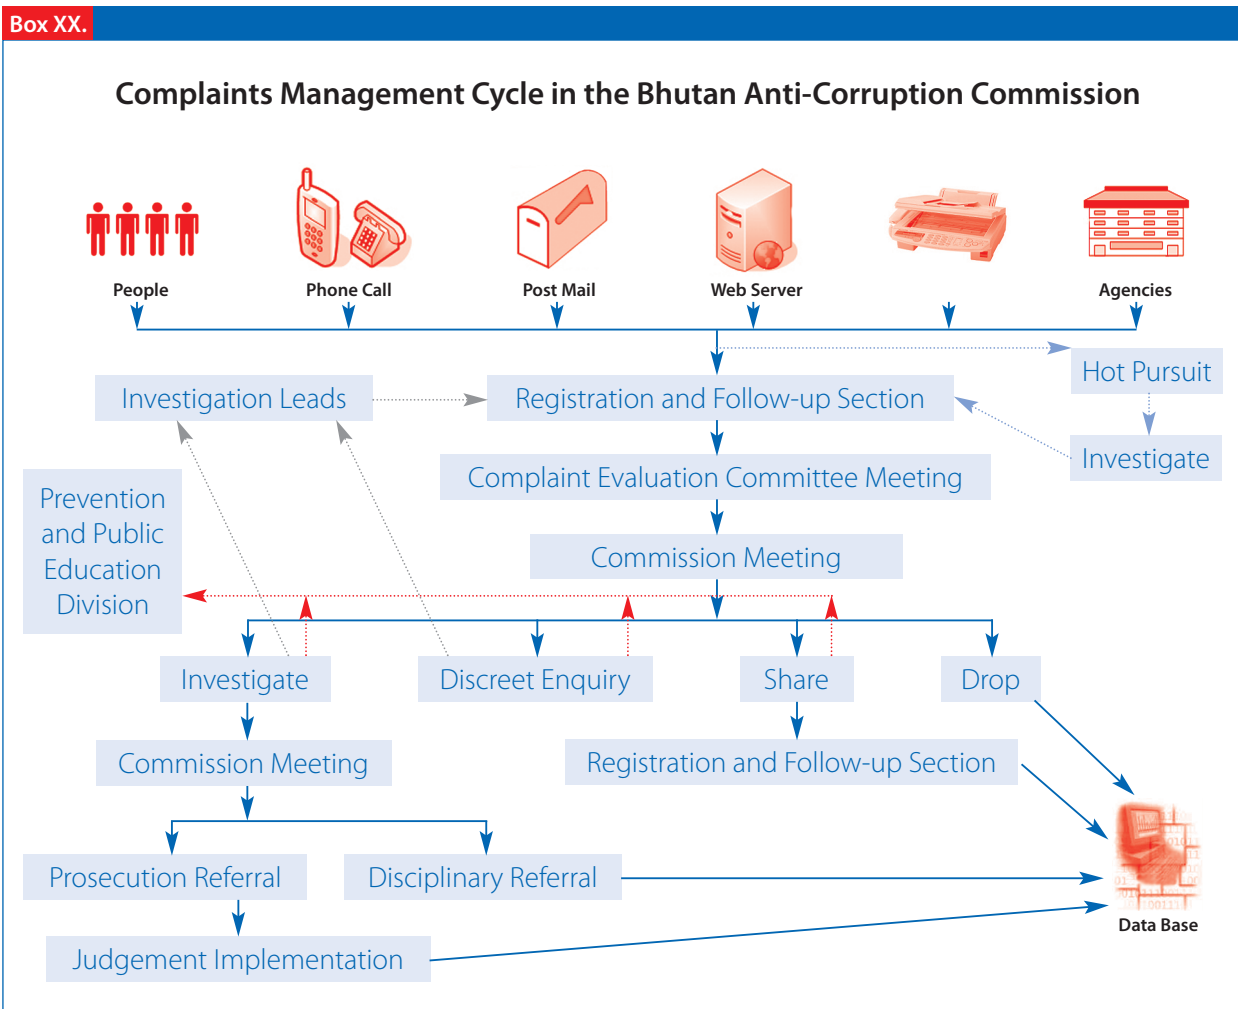 Box XX.
Complaints Management Cycle in the Bhutan Anti-Corruption Commission
People
Phone Call
Post Mail
Web Server
Agencies
Hot Pursuit
Investigation Leads
Registration and Follow-up Section
Investigate
Complaint Evaluation Committee Meeting
Prevention
and Public
Education
Division
Commission Meeting
Investigate
Discreet Enquiry
Share
Drop
Commission Meeting
Registration and Follow-up Section
Prosecution Referral
Disciplinary Referral
Data Base
Judgement Implementation